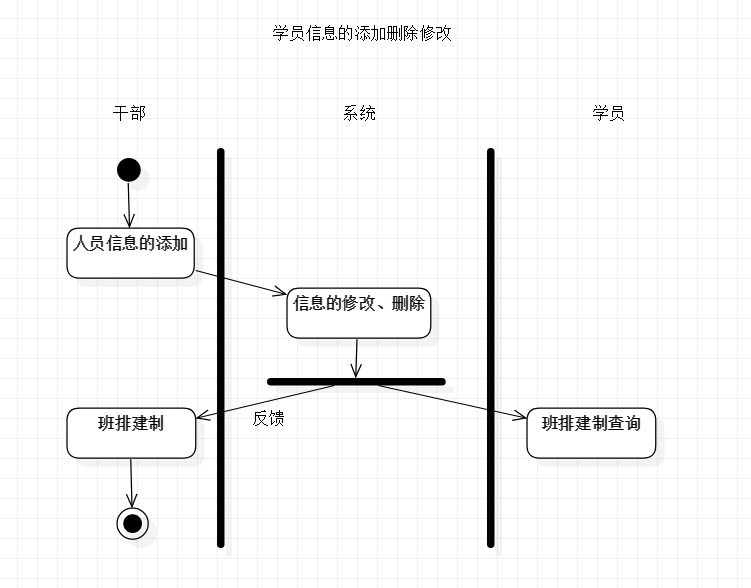 学员信息的添加删除修改
干部
系统
学员
人员信息的添加
信息的修改、删除
班排建制
反馈
班排建制查询